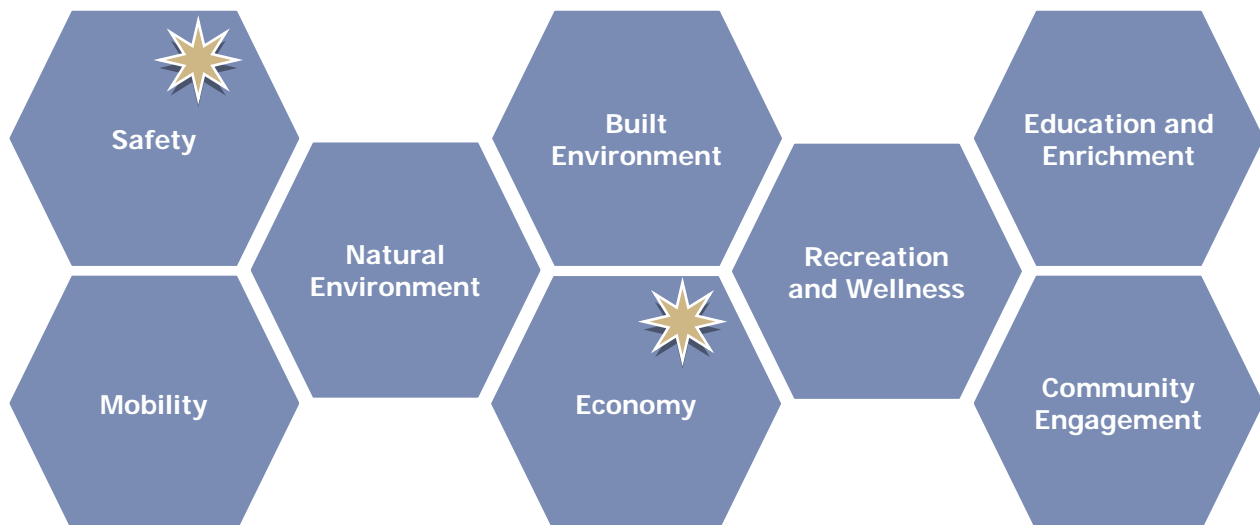 Safety
Built
Environment
Education and
Enrichment
Natural
Environment
Recreation
and Wellness
Mobility
Economy
Community
Engagement